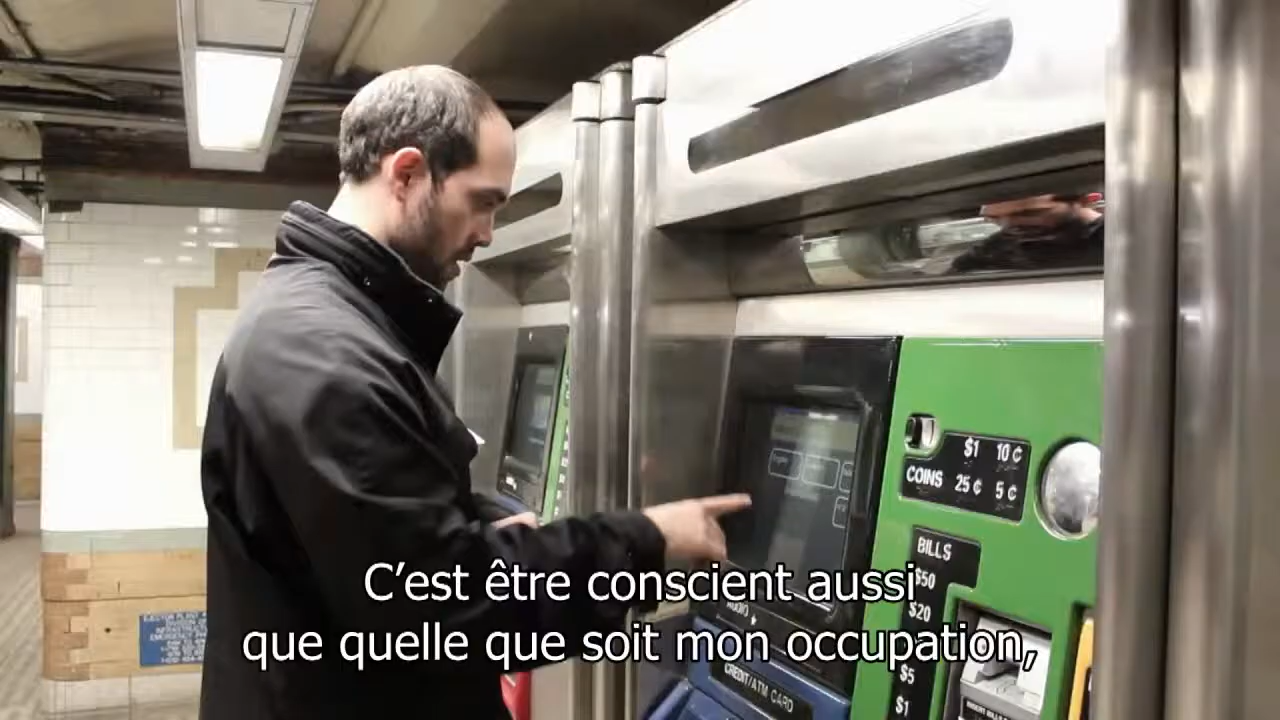 $1 10 ¢
COINS 25 ¢ 5 ¢
BILLS
$50
$20
$5
$1
AUDIO
CREDIT/ATM CARD
C’est être conscient aussi
que quelle que soit mon occupation,